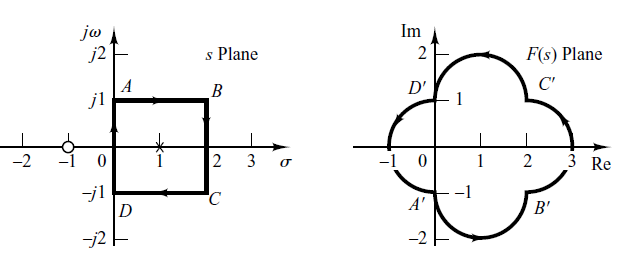 jω
j2
s Plane
A
B
j1
−2
−1
0
1
2
3
σ
−j1
D
C
−j2
Im
2
F(s) Plane
D′
C′
1
−1
0
1
2
3
Re
A′
−1
B′
−2